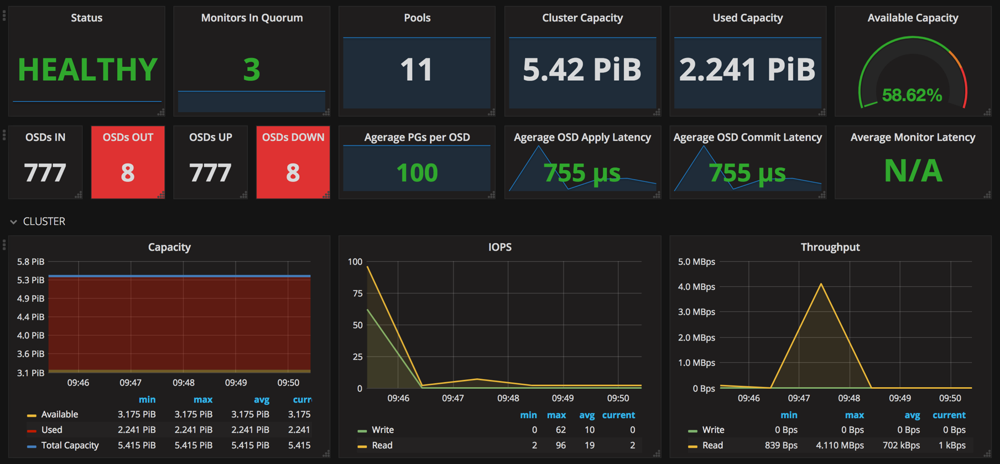 Status
HEALTHY
Monitors In Quorum
3
Pools
11
Cluster Capacity
5.42 PiB
Used Capacity
2.241 PiB
Available Capacity
58.62%
OSDs IN
777
OSDs OUT
8
OSDs UP
777
OSDs DOWN
8
Agerage PGs per OSD
100
Agerage OSD Apply Latency
755 µs
Agerage OSD Commit Latency
755 µs
Average Monitor Latency
N/A
CLUSTER
Capacity
5.8 PiB
5.3 PiB
4.9 PiB
4.4 PiB
4.0 PiB
3.6 PiB
3.1 PiB
09:46 09:47 09:48 09:49 09:50
min max avg curr
Available 3.175 PiB 3.175 PiB 3.175 PiB 3.175
Used 2.241 PiB 2.241 PiB 2.241 PiB 2.241
Total Capacity 5.415 PiB 5.415 PiB 5.415 PiB 5.415
IOPS
100
75
50
25
0
09:46 09:47 09:48 09:49 09:50
min max avg current
Write 0 62 10 0
Read 2 96 19 2
Throughput
5.0 MBps
4.0 MBps
3.0 MBps
2.0 MBps
1.0 MBps
0 Bps
09:46 09:47 09:48 09:49 09:50
min max avg current
Write 0 Bps 0 Bps 0 Bps 0 Bps
Read 839 Bps 4.110 MBps 702 kBps 1 kBps